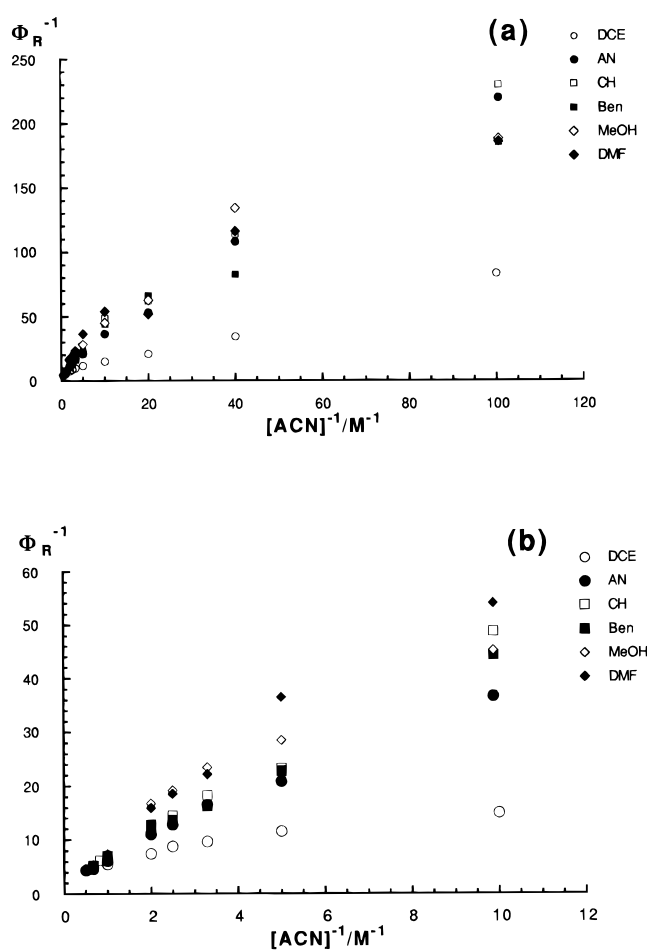 Φ_R^-1
(a)
250
200
150
100
50
0
0
20
40
60
80
100
120
[ACN]^-1/M^-1
DCE
AN
CH
Ben
MeOH
DMF
Φ_R^-1
(b)
60
50
40
30
20
10
0
0
2
4
6
8
10
12
[ACN]^-1/M^-1
DCE
AN
CH
Ben
MeOH
DMF